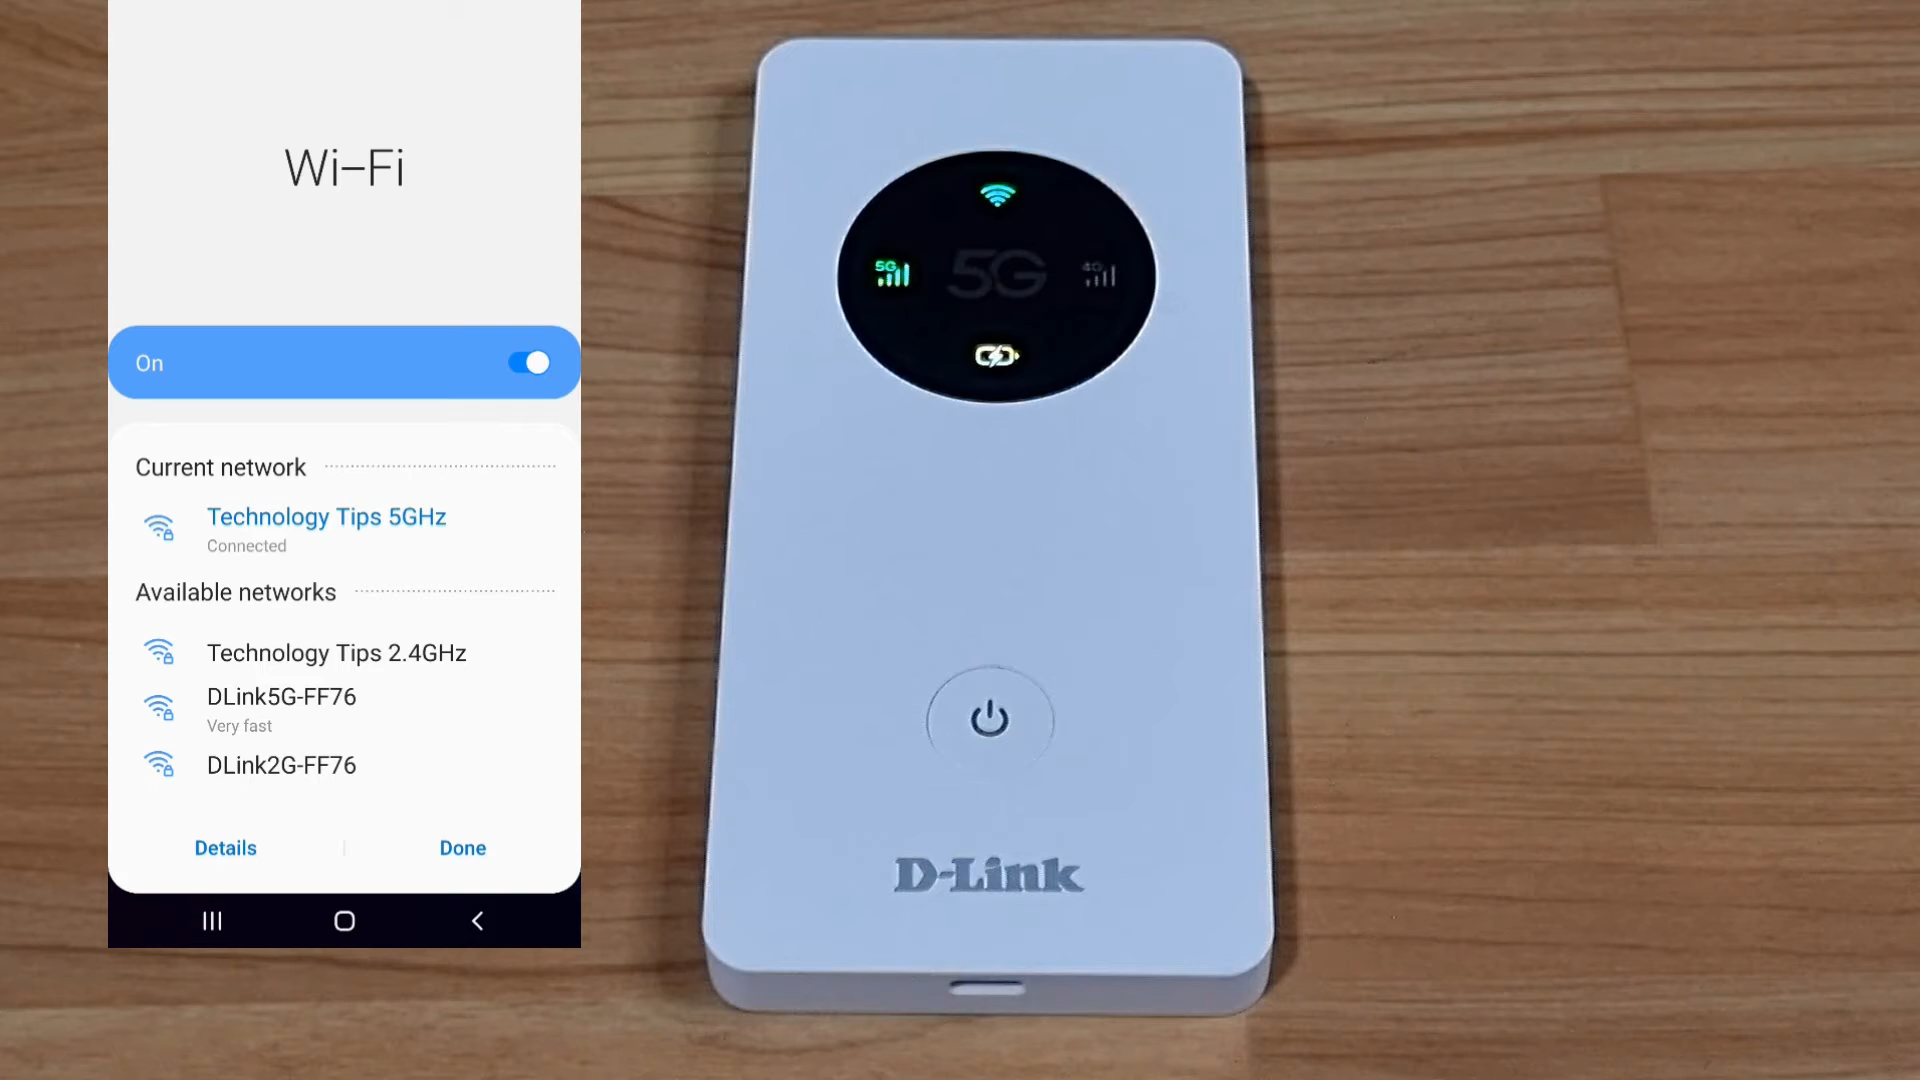 Wi-Fi
On
Current network
Technology Tips 5GHz
Connected
Available networks
Technology Tips 2.4GHz
DLink5G-FF76
Very fast
DLink2G-FF76
Details
Done
5G
5G
4G
D-Link